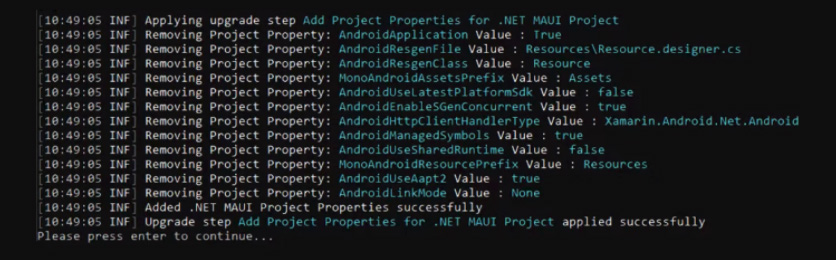 [10:49:05 INF] Applying upgrade step Add Project Properties for .NET MAUI Project
[10:49:05 INF] Removing Project Property: AndroidApplication Value : True
[10:49:05 INF] Removing Project Property: AndroidResgenFile Value : Resources\Resource.designer.cs
[10:49:05 INF] Removing Project Property: AndroidResgenClass Value : Resource
[10:49:05 INF] Removing Project Property: MonoAndroidAssetsPrefix Value : Assets
[10:49:05 INF] Removing Project Property: AndroidUseLatestPlatformSdk Value : false
[10:49:05 INF] Removing Project Property: AndroidEnableSGenConcurrent Value : true
[10:49:05 INF] Removing Project Property: AndroidHttpClientHandlerType Value : Xamarin.Android.Net.Android
[10:49:05 INF] Removing Project Property: AndroidManagedSymbols Value : true
[10:49:05 INF] Removing Project Property: AndroidUseSharedRuntime Value : false
[10:49:05 INF] Removing Project Property: MonoAndroidResourcePrefix Value : Resources
[10:49:05 INF] Removing Project Property: AndroidUseAapt2 Value : true
[10:49:05 INF] Removing Project Property: AndroidLinkMode Value : None
[10:49:05 INF] Added .NET MAUI Project Properties successfully
[10:49:05 INF] Upgrade step Add Project Properties for .NET MAUI Project applied successfully
Please press enter to continue...